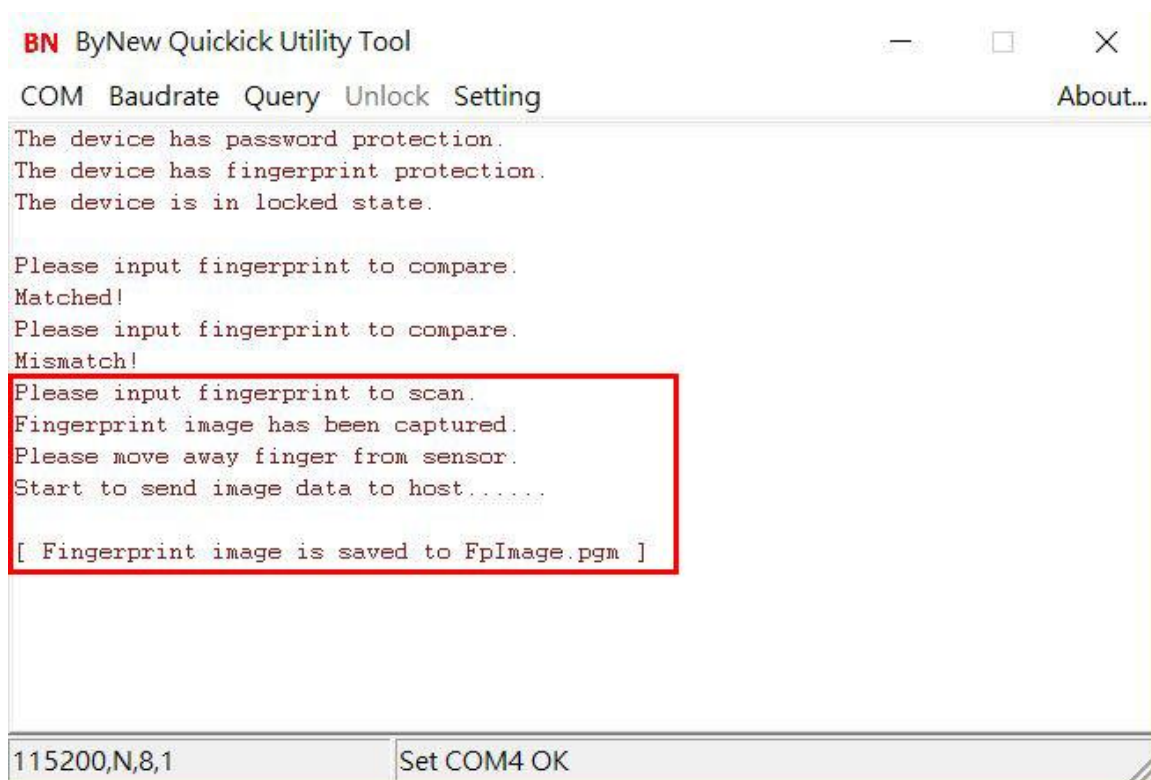 BN ByNew Quickick Utility Tool
COM Baudrate Query Unlock Setting About...
The device has password protection.
The device has fingerprint protection.
The device is in locked state.
Please input fingerprint to compare.
Matched!
Please input fingerprint to compare.
Mismatch!
Please input fingerprint to scan.
Fingerprint image has been captured.
Please move away finger from sensor.
Start to send image data to host......
[ Fingerprint image is saved to FpImage.pgm ]
115200,N,8,1 Set COM4 OK